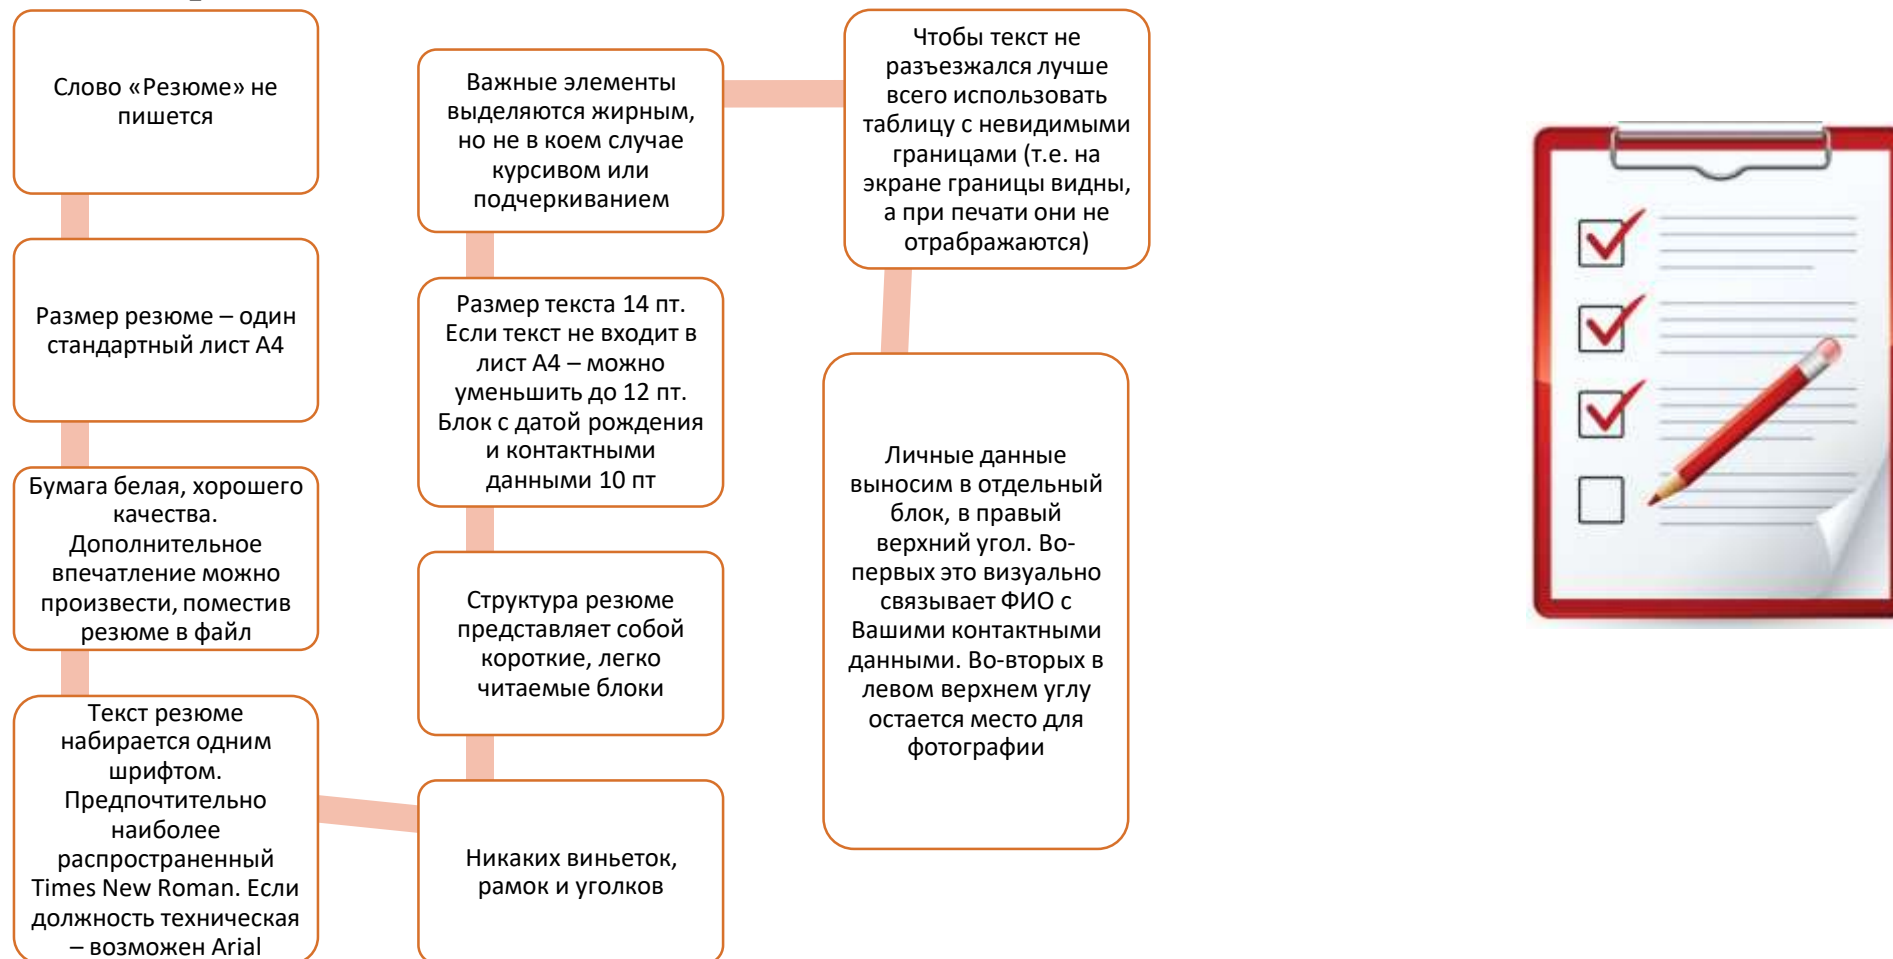 Слово «Резюме» не
пишется
Размер резюме – один
стандартный лист А4
Бумага белая, хорошего
качества.
Дополнительное
впечатление можно
произвести, поместив
резюме в файл
Текст резюме
набирается одним
шрифтом.
Предпочтительно
наиболее
распространенный
Times New Roman. Если
должность техническая
– возможен Arial
Никаких виньеток,
рамок и уголков
Структура резюме
представляет собой
короткие, легко
читаемые блоки
Размер текста 14 пт.
Если текст не входит в
лист А4 – можно
уменьшить до 12 пт.
Блок с датой рождения
и контактными
данными 10 пт
Важные элементы
выделяются жирным,
но не в коем случае
курсивом или
подчеркиванием
Чтобы текст не
разъезжался лучше
всего использовать
таблицу с невидимыми
границами (т.е. на
экране границы видны,
а при печати они не
отрабражаются)
Личные данные
выносим в отдельный
блок, в правый
верхний угол. Во-
первых это визуально
связывает ФИО с
Вашими контактными
данными. Во-вторых в
левом верхнем углу
остается место для
фотографии